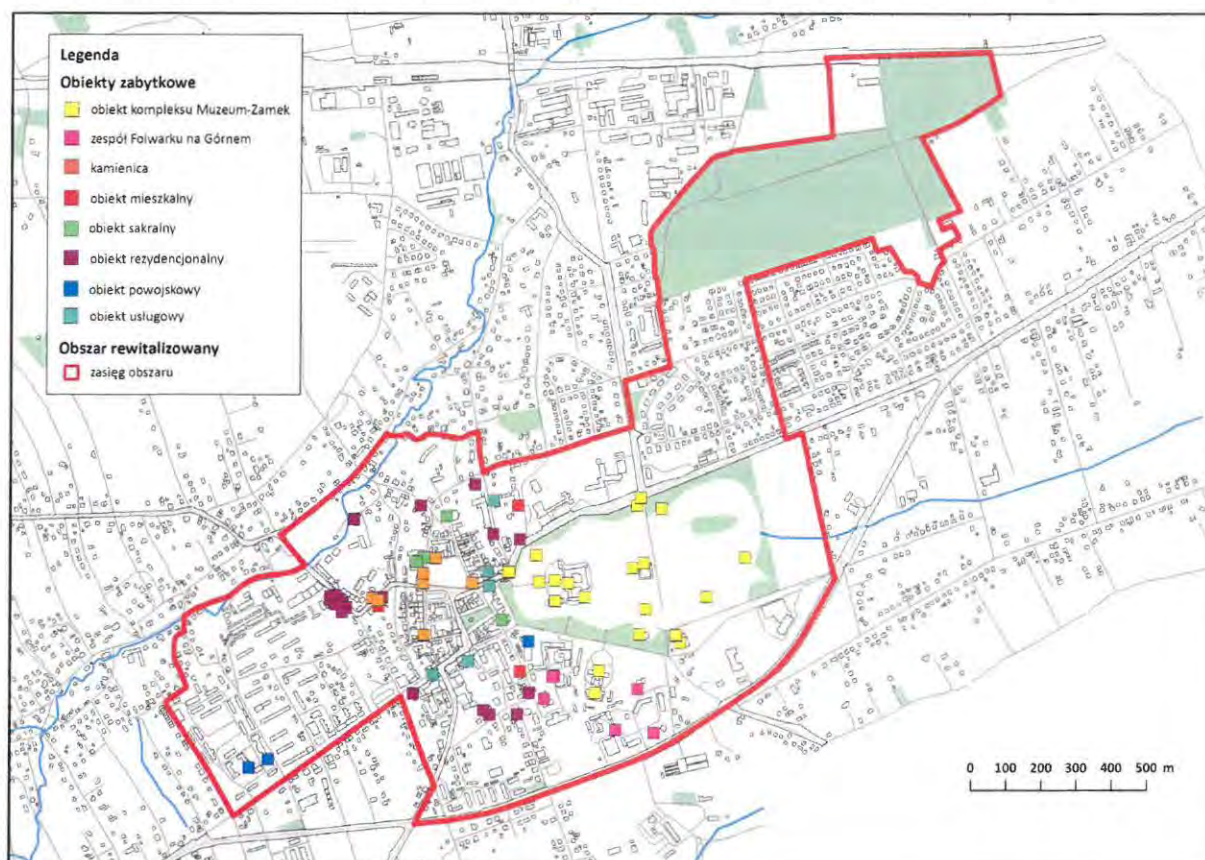 Legenda
Obiekty zabytkowe
obiekt kompleksu Muzeum-Zamek
zespół Folwarku na Górnem
kamienica
obiekt mieszkalny
obiekt sakralny
obiekt rezydencjonalny
obiekt powojskowy
obiekt usługowy
Obszar rewitalizowany
zasięg obszaru
0 100 200 300 400 500 m